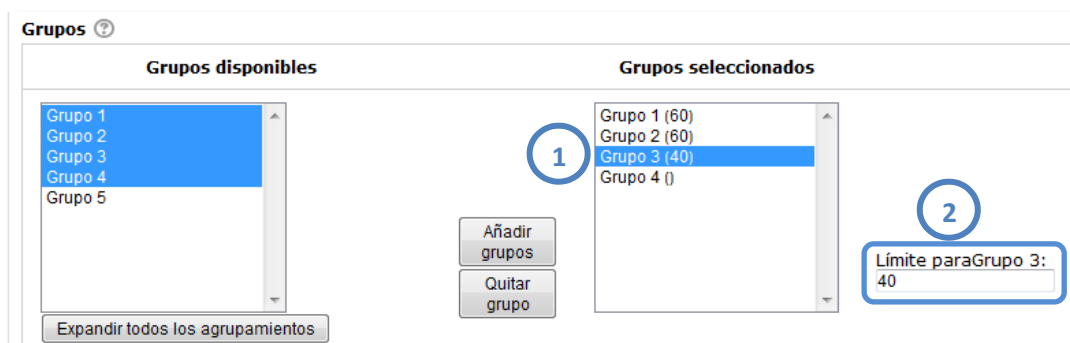 Grupos
Grupos disponibles
Grupos seleccionados
Grupo 1
Grupo 2
Grupo 3
Grupo 4
Grupo 5
Expandir todos los agrupamientos
Añadir
grupos
Quitar
grupo
1
Grupo 1 (60)
Grupo 2 (60)
Grupo 3 (40)
Grupo 4 ()
2
Límite paraGrupo 3:
40